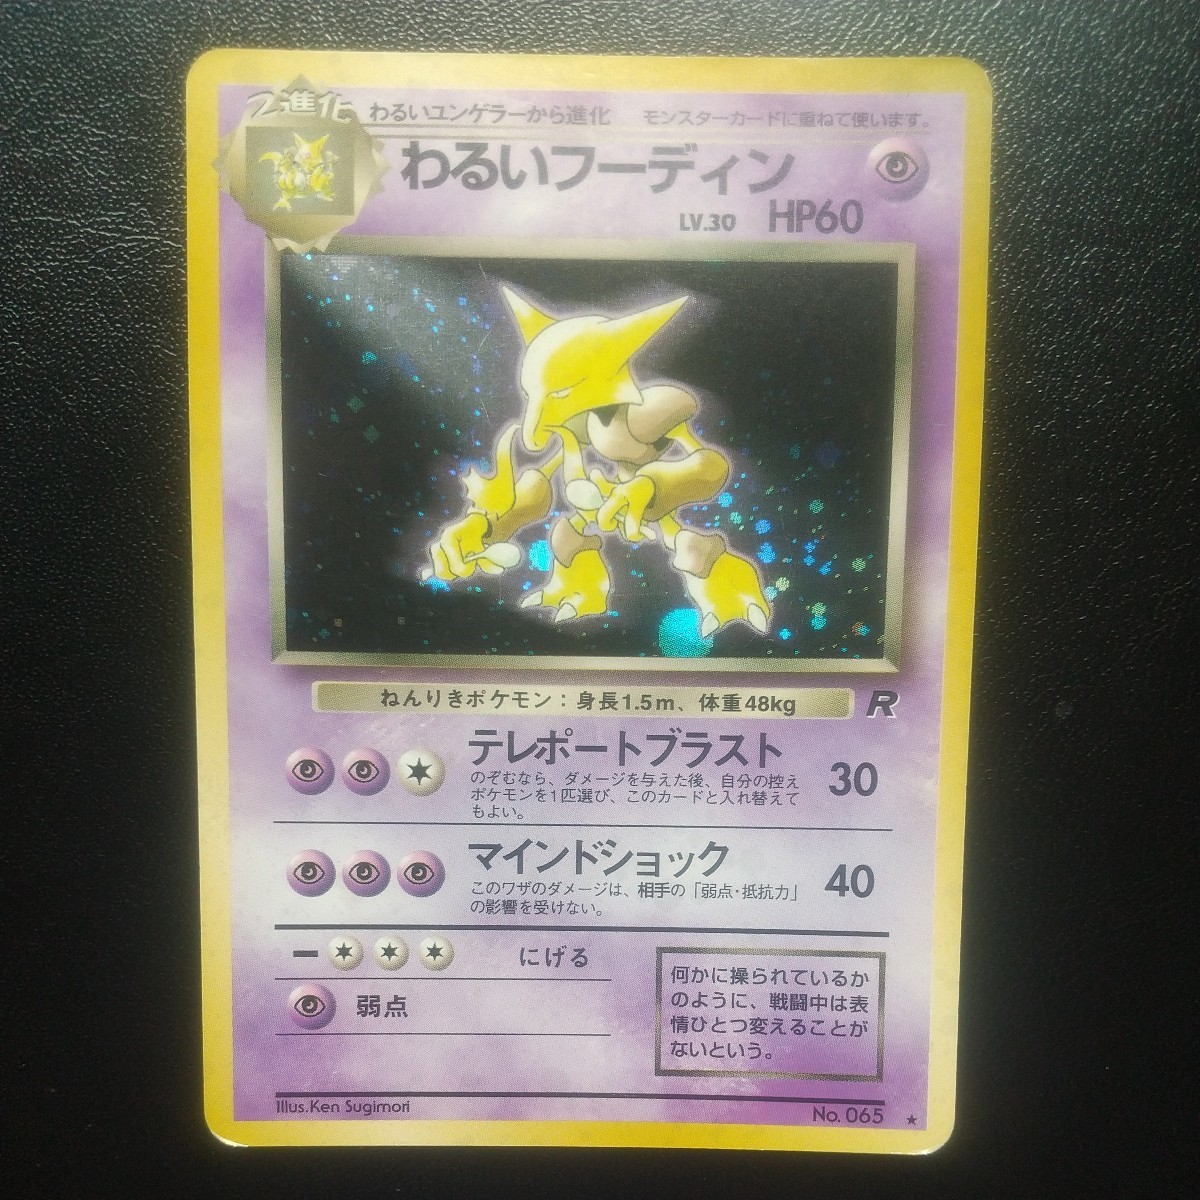 2進化 わるいユンゲラーから進化 モンスターカードに重ねて使います。
わるいフーディン
LV.30 HP60
ねんりきポケモン：身長1.5m、体重48kg R
テレポートブラスト 30
のぞむなら、ダメージを与えた後、自分の控え
ポケモンを1匹選び、このカードと入れ替えて
もよい。
マインドショック 40
このワザのダメージは、相手の「弱点・抵抗力」
の影響を受けない。
にげる
弱点
何かに操られているか
のように、戦闘中は表
情ひとつ変えることが
ないという。
Illus.Ken Sugimori
No. 065 ★